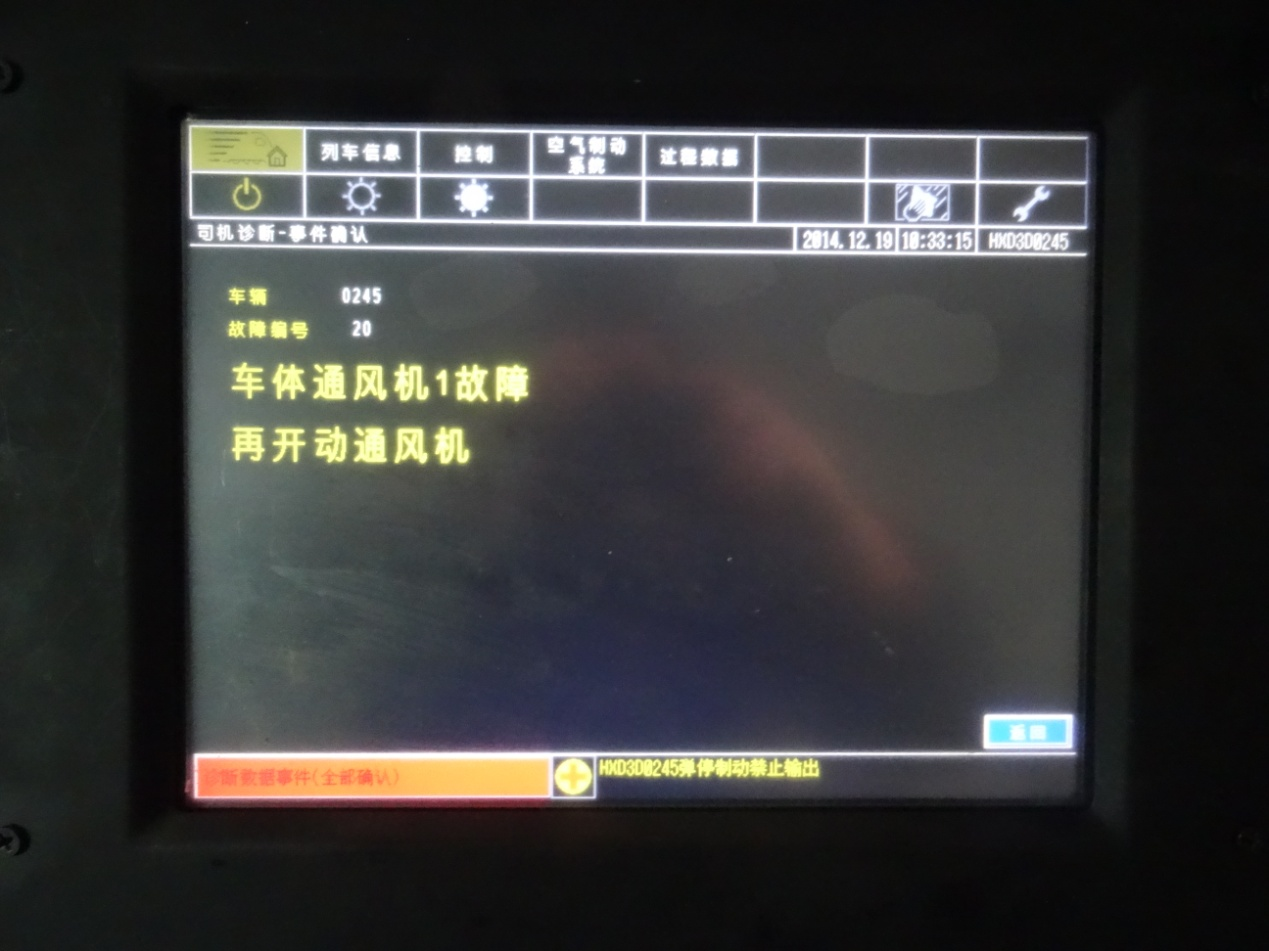 列车信息
控制
空气制动
系统
过程数据
司机诊断-事件确认
2014.12.19
10:33:15
HXD3D0245
车辆 0245
故障编号 20
车体通风机1故障
再开动通风机
返回
诊断数据事件(全部确认)
HXD3D0245弹停制动禁止输出